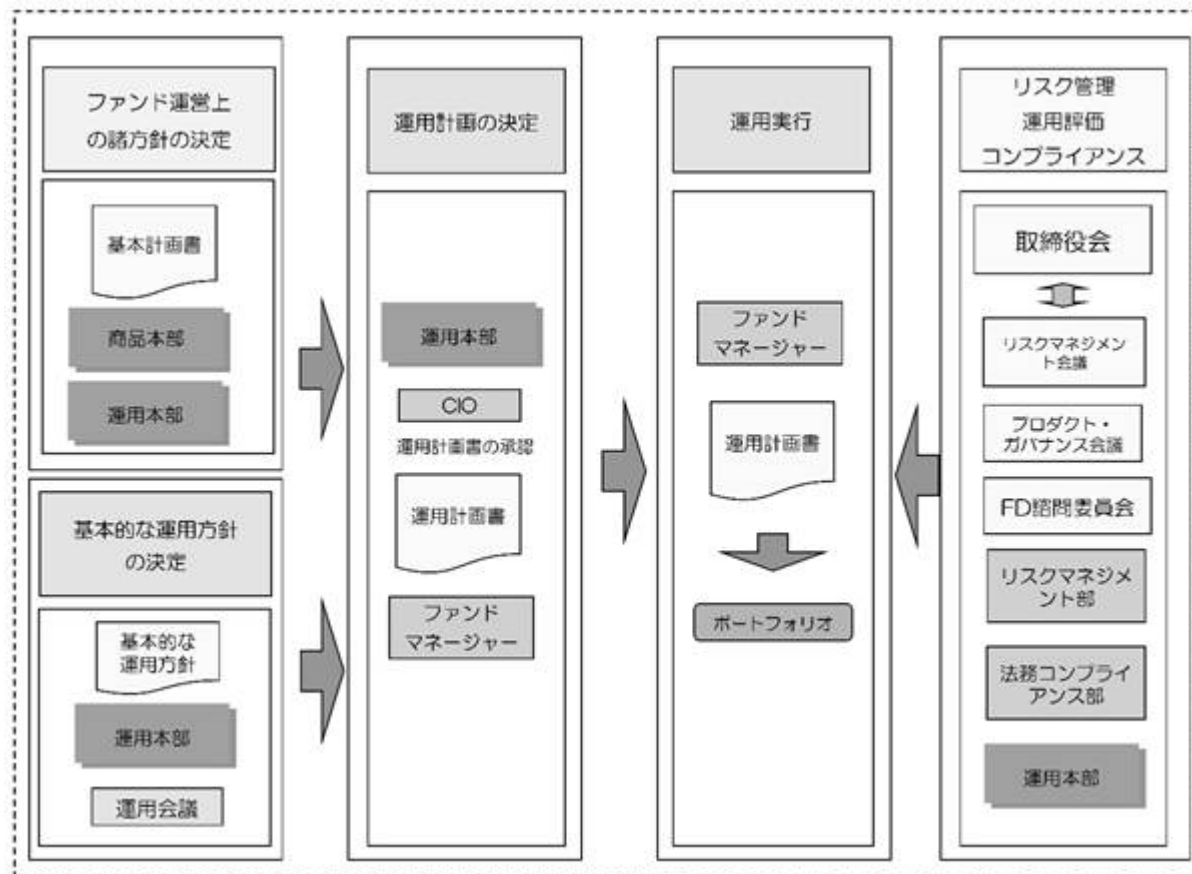 ファンド運営上
の諸方針の決定
基本計画書
商品本部
運用本部
基本的な運用方針
の決定
基本的な
運用方針
運用本部
運用会議
運用計画の決定
運用本部
CIO
運用計画書の承認
運用計画書
ファンド
マネージャー
運用実行
ファンド
マネージャー
運用計画書
ポートフォリオ
リスク管理
運用評価
コンプライアンス
取締役会
リスクマネジメン
ト会議
プロダクト・
ガバナンス会議
FD諮問委員会
リスクマネジメ
ント部
法務コンプライ
アンス部
運用本部